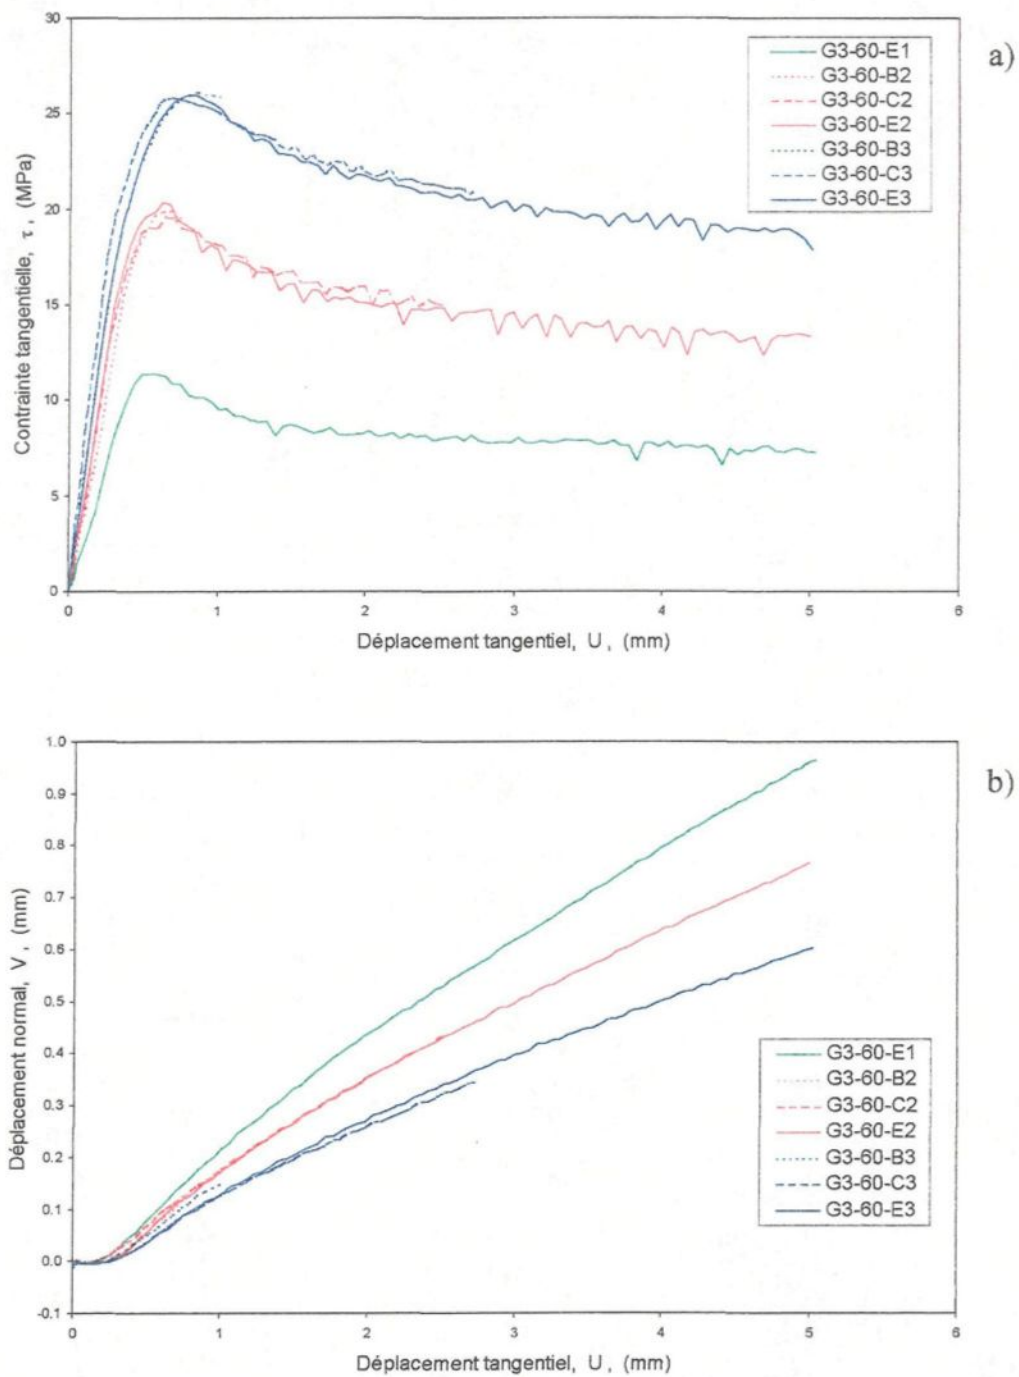 a)
30
25
20
15
10
5
0
Contrainte tangentielle, τ , (MPa)
G3-60-E1
G3-60-B2
G3-60-C2
G3-60-E2
G3-60-B3
G3-60-C3
G3-60-E3
0 1 2 3 4 5 6
Déplacement tangentiel, U , (mm)
b)
1.0
0.9
0.8
0.7
0.6
0.5
0.4
0.3
0.2
0.1
0.0
-0.1
Déplacement normal, V , (mm)
G3-60-E1
G3-60-B2
G3-60-C2
G3-60-E2
G3-60-B3
G3-60-C3
G3-60-E3
0 1 2 3 4 5 6
Déplacement tangentiel, U , (mm)